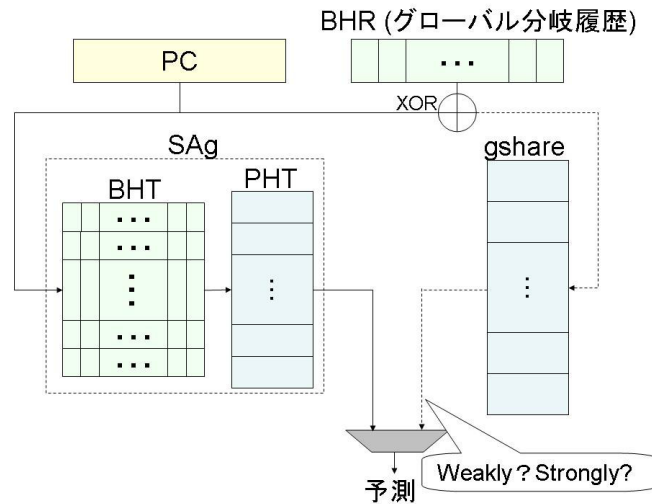 BHR (グローバル分岐履歴)
PC
...
XOR
SAg
gshare
BHT
PHT
...
...
⋮
⋮
⋮
...
...
Weakly？Strongly?
予測